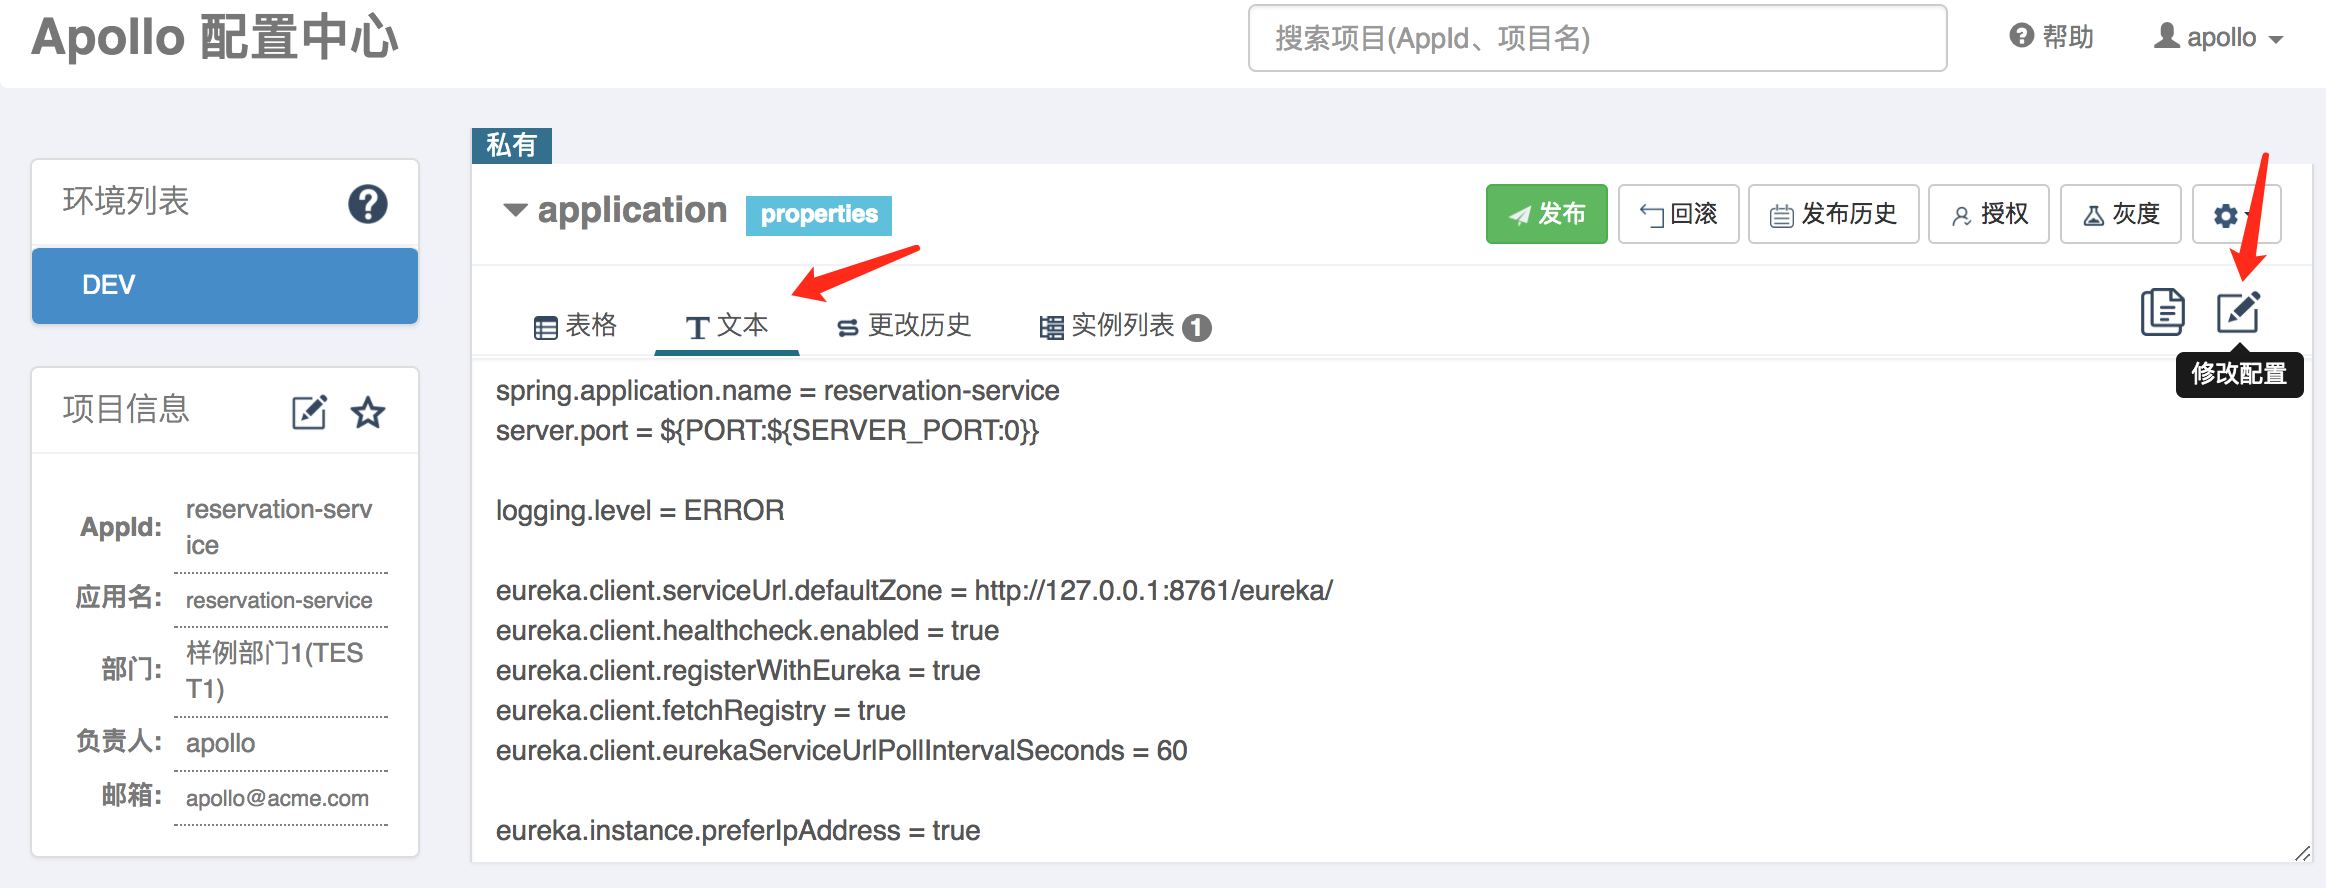 Apollo 配置中心
搜索项目(AppId、项目名)
帮助
apollo
环境列表
DEV
项目信息
AppId:
reservation-serv
ice
应用名:
reservation-service
部门:
样例部门1(TES
T1)
负责人:
apollo
邮箱:
apollo@acme.com
私有
application
properties
发布
回滚
发布历史
授权
灰度
表格
文本
更改历史
实例列表 1
修改配置
spring.application.name = reservation-service
server.port = ${PORT:${SERVER_PORT:0}}
logging.level = ERROR
eureka.client.serviceUrl.defaultZone = http://127.0.0.1:8761/eureka/
eureka.client.healthcheck.enabled = true
eureka.client.registerWithEureka = true
eureka.client.fetchRegistry = true
eureka.client.eurekaServiceUrlPollIntervalSeconds = 60
eureka.instance.preferIpAddress = true